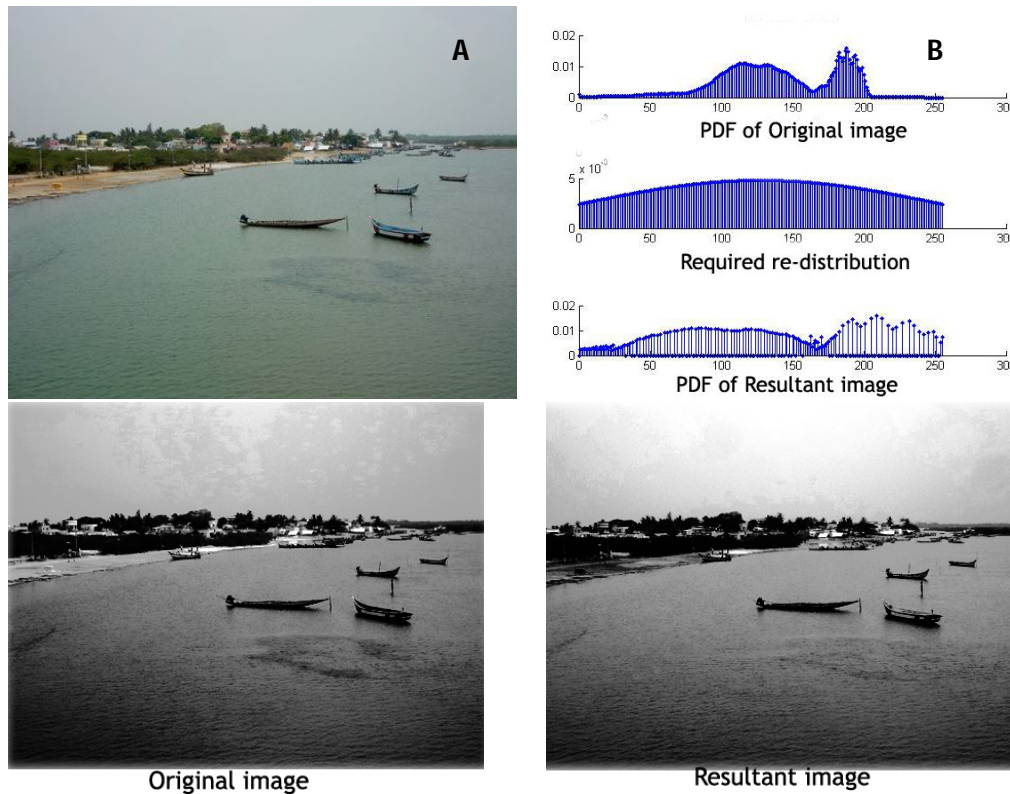 A
B
0.02
0.01
0
0 50 100 150 200 250 30
PDF of Original image
x 10
5
0
0 50 100 150 200 250 30
Required re-distribution
0.02
0.01
0
0 50 100 150 200 250 30
PDF of Resultant image
Original image
Resultant image